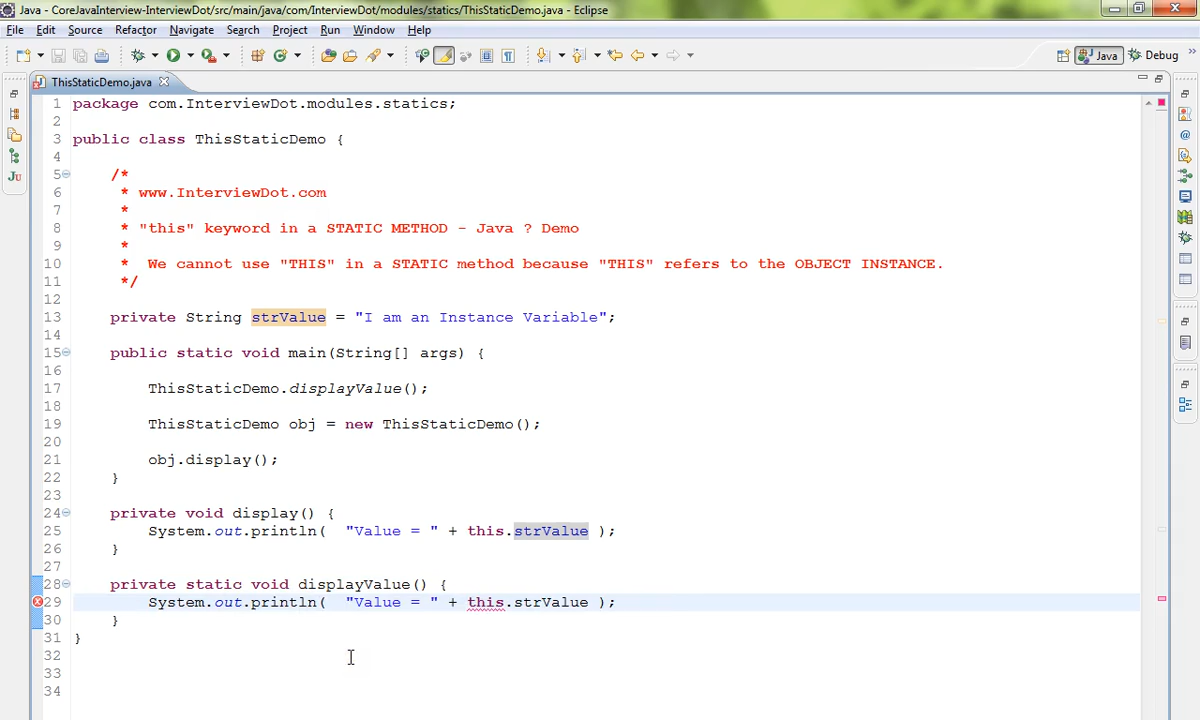 Java - CoreJavaInterview-InterviewDot/src/main/java/com/InterviewDot/modules/statics/ThisStaticDemo.java - Eclipse
File Edit Source Refactor Navigate Search Project Run Window Help
Java Debug
ThisStaticDemo.java
1 package com.InterviewDot.modules.statics;
2
3 public class ThisStaticDemo {
4
5 /*
6 * www.InterviewDot.com
7 *
8 * "this" keyword in a STATIC METHOD - Java ? Demo
9 *
10 * We cannot use "THIS" in a STATIC method because "THIS" refers to the OBJECT INSTANCE.
11 */
12
13 private String strValue = "I am an Instance Variable";
14
15 public static void main(String[] args) {
16
17 ThisStaticDemo.displayValue();
18
19 ThisStaticDemo obj = new ThisStaticDemo();
20
21 obj.display();
22 }
23
24 private void display() {
25 System.out.println( "Value = " + this.strValue );
26 }
27
28 private static void displayValue() {
29 System.out.println( "Value = " + this.strValue );
30 }
31 }
32
33
34